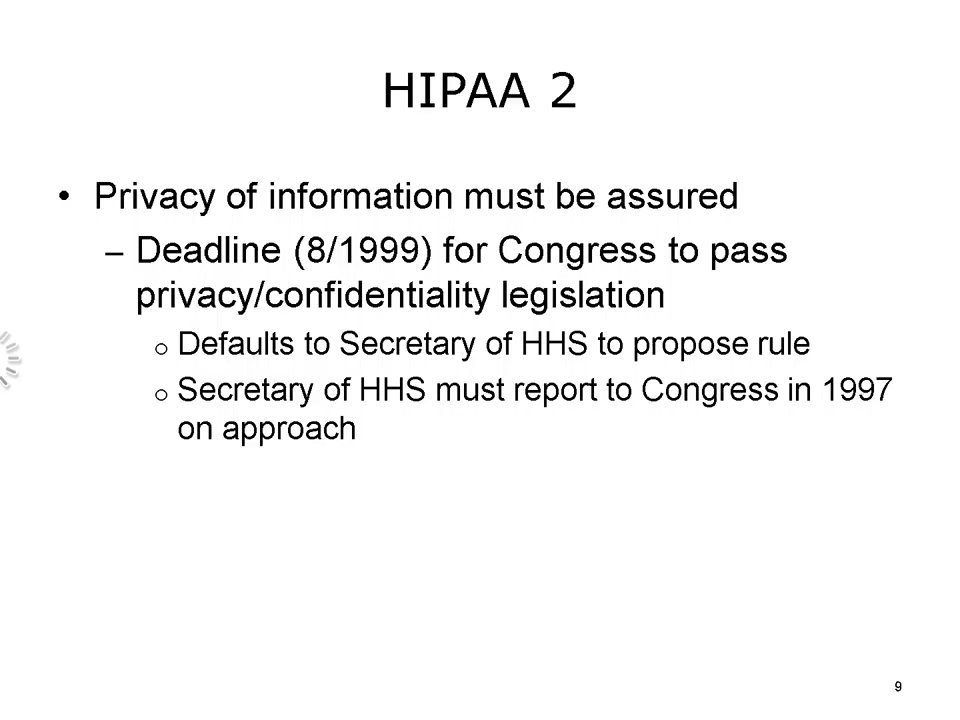 HIPAA 2
• Privacy of information must be assured
– Deadline (8/1999) for Congress to pass
privacy/confidentiality legislation
o Defaults to Secretary of HHS to propose rule
o Secretary of HHS must report to Congress in 1997
on approach
9